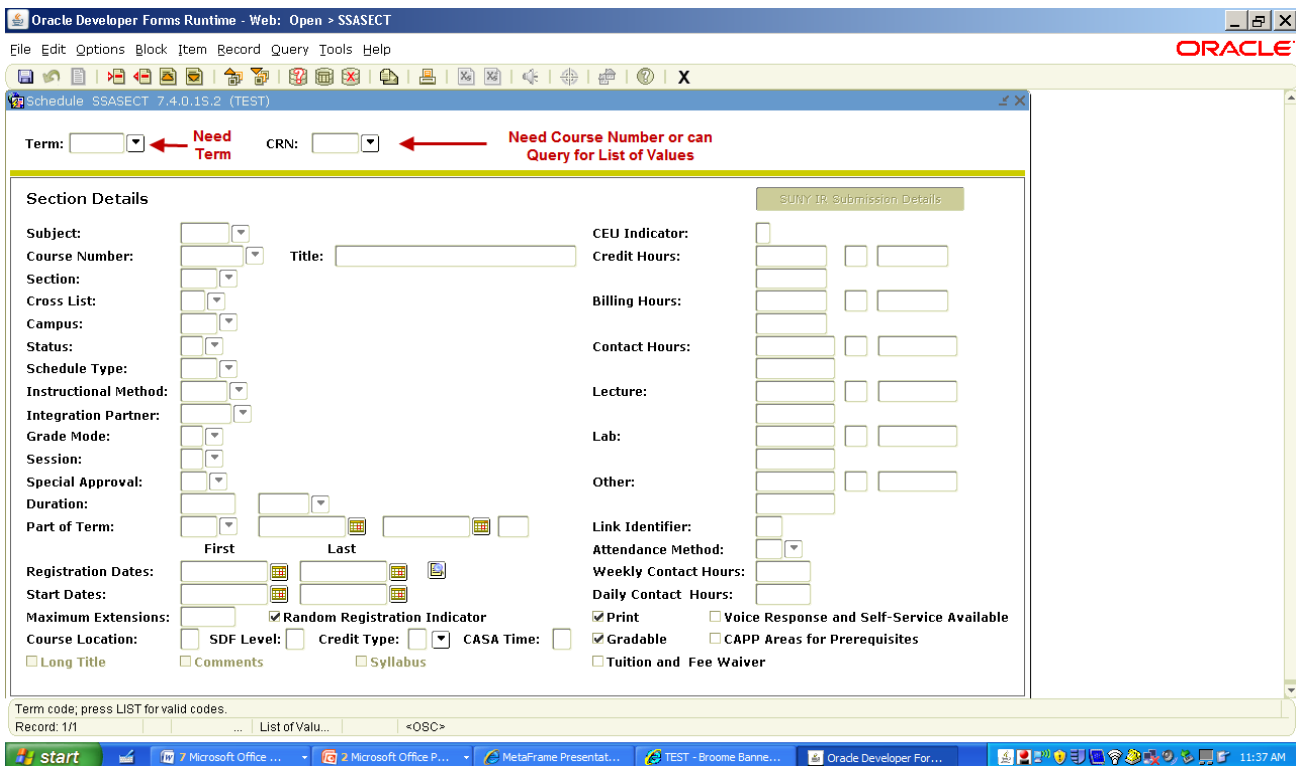 Oracle Developer Forms Runtime - Web: Open > SSASECT
File Edit Options Block Item Record Query Tools Help
ORACLE
X
Schedule SSASECT 7.4.0.1S.2 (TEST)
Term: Need Term CRN: Need Course Number or can Query for List of Values
Section Details SUNY IR Submission Details
Subject: CEU Indicator:
Course Number: Title: Credit Hours:
Section:
Cross List: Billing Hours:
Campus:
Status: Contact Hours:
Schedule Type:
Instructional Method: Lecture:
Integration Partner:
Grade Mode: Lab:
Session:
Special Approval: Other:
Duration:
Part of Term: Link Identifier:
First Last Attendance Method:
Registration Dates: Weekly Contact Hours:
Start Dates: Daily Contact Hours:
Maximum Extensions: Random Registration Indicator Print Voice Response and Self-Service Available
Course Location: SDF Level: Credit Type: CASA Time: Gradable CAPP Areas for Prerequisites
Long Title Comments Syllabus Tuition and Fee Waiver
Term code; press LIST for valid codes.
Record: 1/1 ... List of Valu... <OSC>
start 7 Microsoft Office ... 2 Microsoft Office P... MetaFrame Presentat... TEST - Broome Banne... Oracle Developer For... 11:37 AM